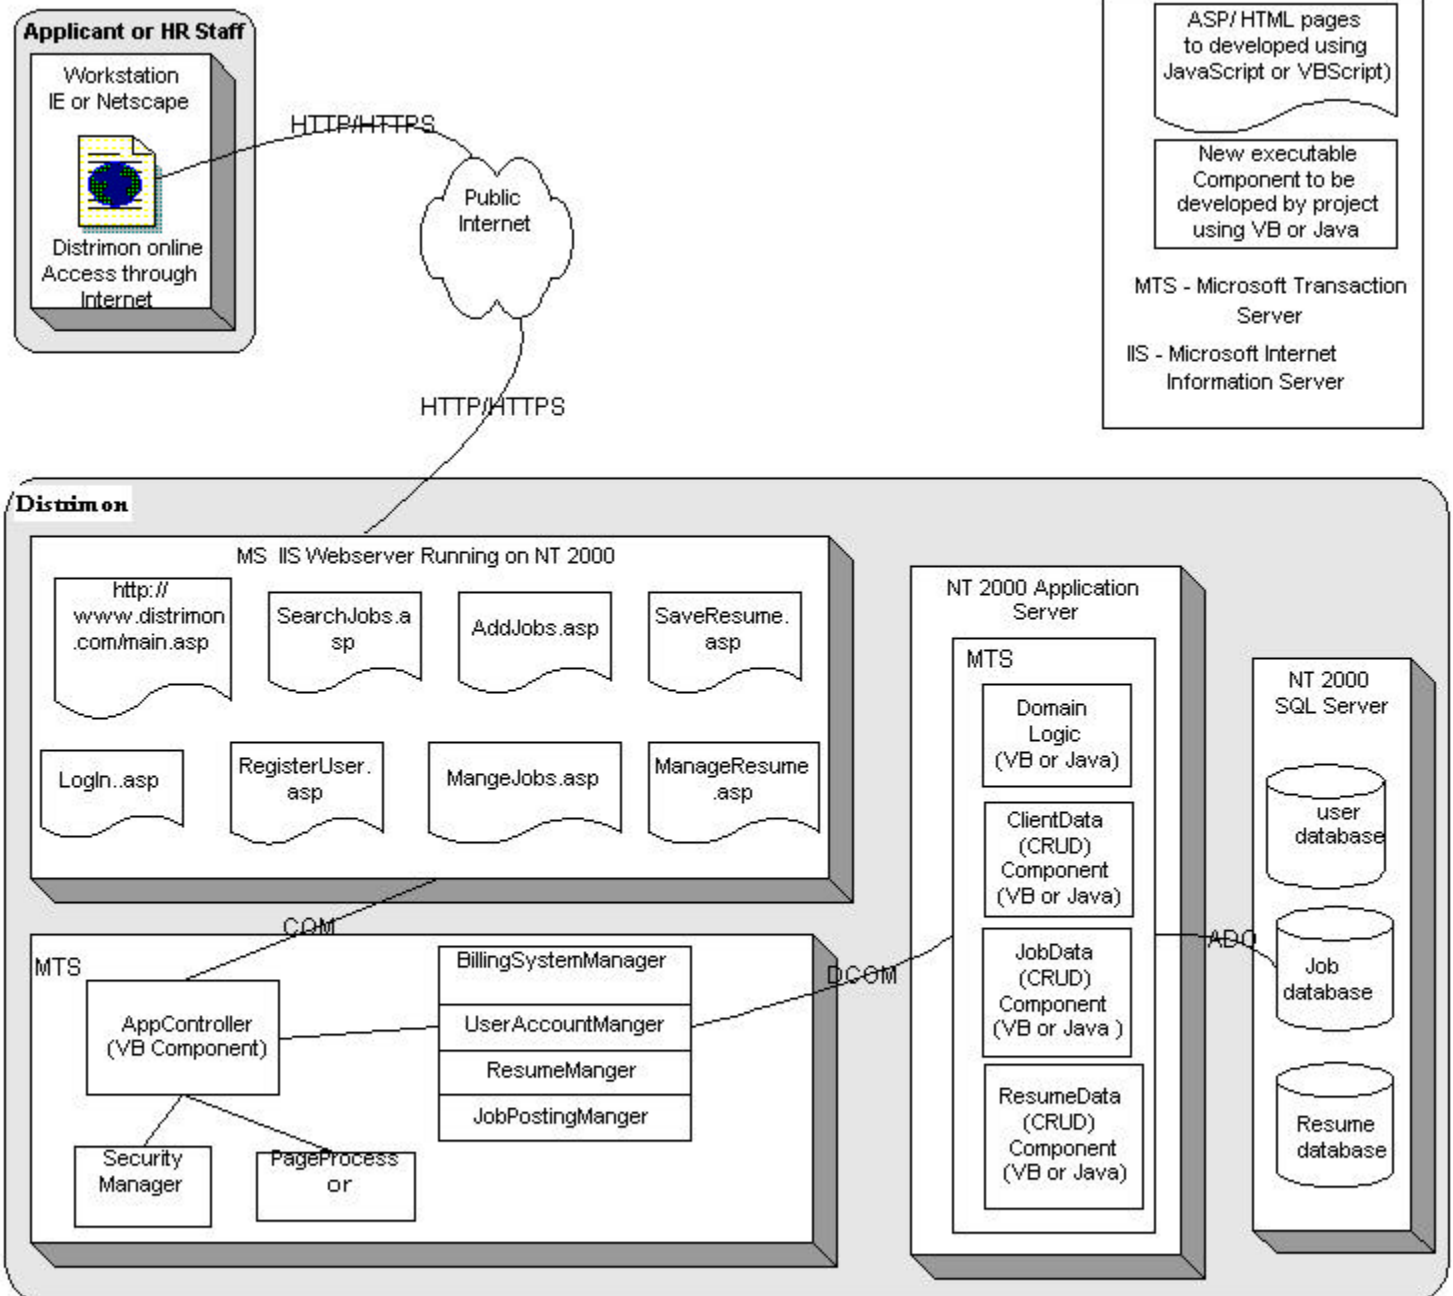 Applicant or HR Staff
Workstation
IE or Netscape
Distrimon online
Access through
Internet
HTTP/HTTPS
Public
Internet
HTTP/HTTPS
ASP/HTML pages
to developed using
JavaScript or VBScript)
New executable
Component to be
developed by project
using VB or Java
MTS - Microsoft Transaction
Server
IIS - Microsoft Internet
Information Server
Distrimon
MS IIS Webserver Running on NT 2000
http://
www.distrimon
.com/main.asp
SearchJobs.a
sp
AddJobs.asp
SaveResume.
asp
LogIn..asp
RegisterUser.
asp
MangeJobs.asp
ManageResume
.asp
COM
MTS
AppController
(VB Component)
Security
Manager
PageProcess
or
BillingSystemManager
UserAccountManger
ResumeManger
JobPostingManger
DCOM
NT 2000 Application
Server
MTS
Domain
Logic
(VB or Java)
ClientData
(CRUD)
Component
(VB or Java)
JobData
(CRUD)
Component
(VB or Java )
ResumeData
(CRUD)
Component
(VB or Java)
ADO
NT 2000
SQL Server
user
database
Job
database
Resume
database